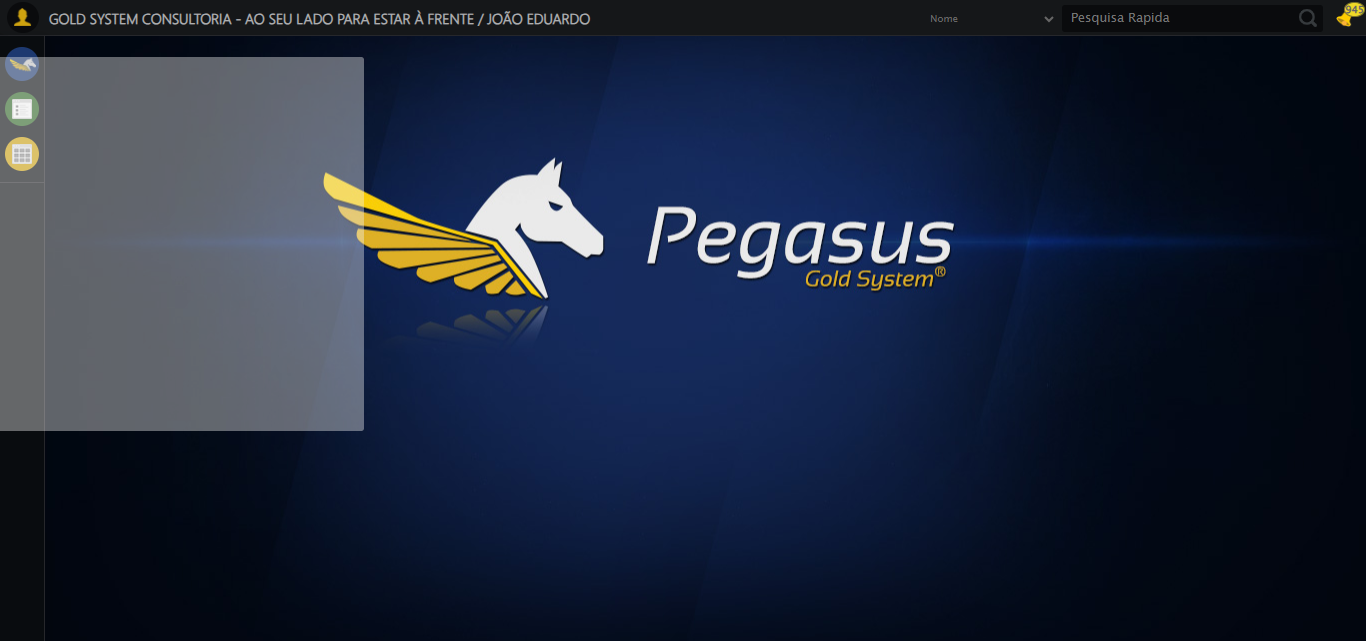 GOLD SYSTEM CONSULTORIA - AO SEU LADO PARA ESTAR À FRENTE / JOÃO EDUARDO
Nome
Pesquisa Rapida
945
Pegasus
Gold System®